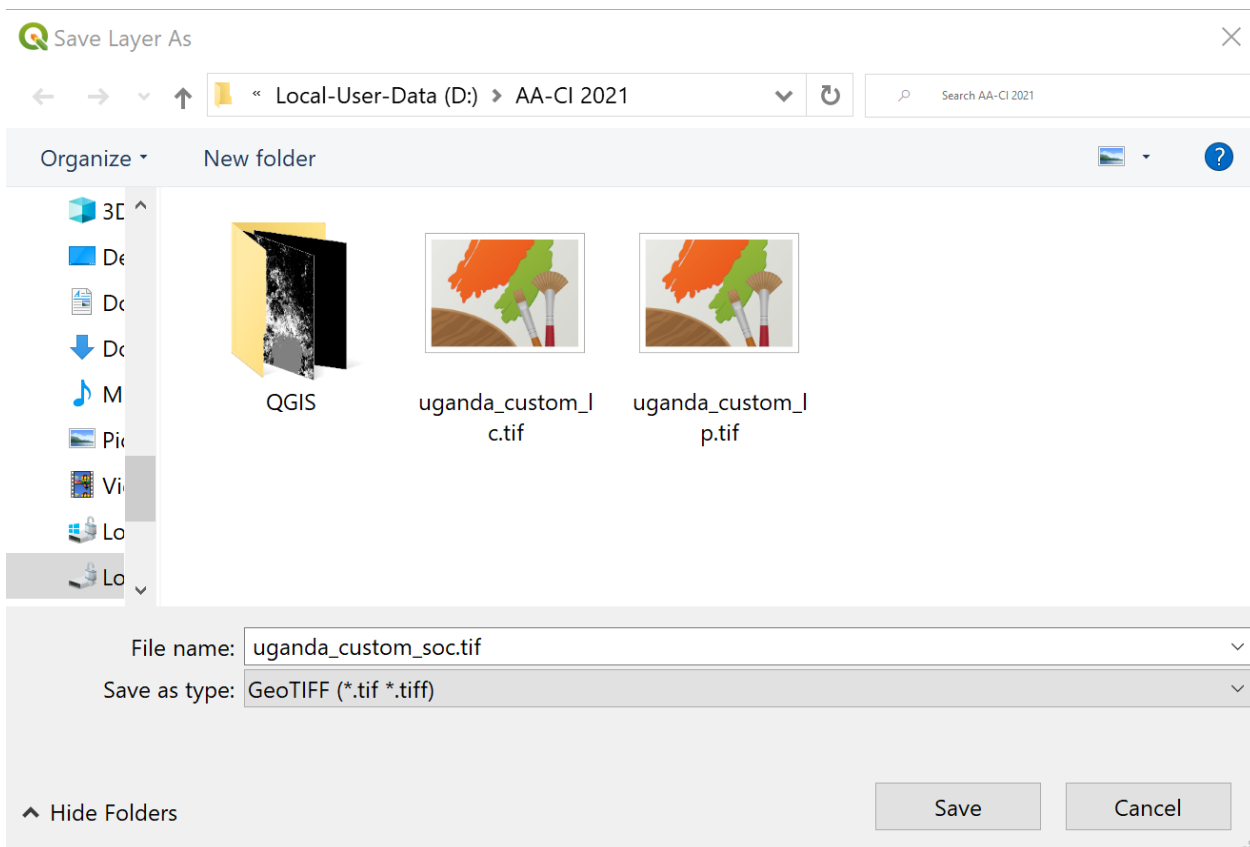 Save Layer As
« Local-User-Data (D:) > AA-CI 2021
Search AA-CI 2021
Organize
New folder
?
3D
De
Do
Do
M
Pic
Vi
Lo
Lo
QGIS
uganda_custom_l
c.tif
uganda_custom_l
p.tif
File name: uganda_custom_soc.tif
Save as type: GeoTIFF (*.tif *.tiff)
Hide Folders
Save
Cancel